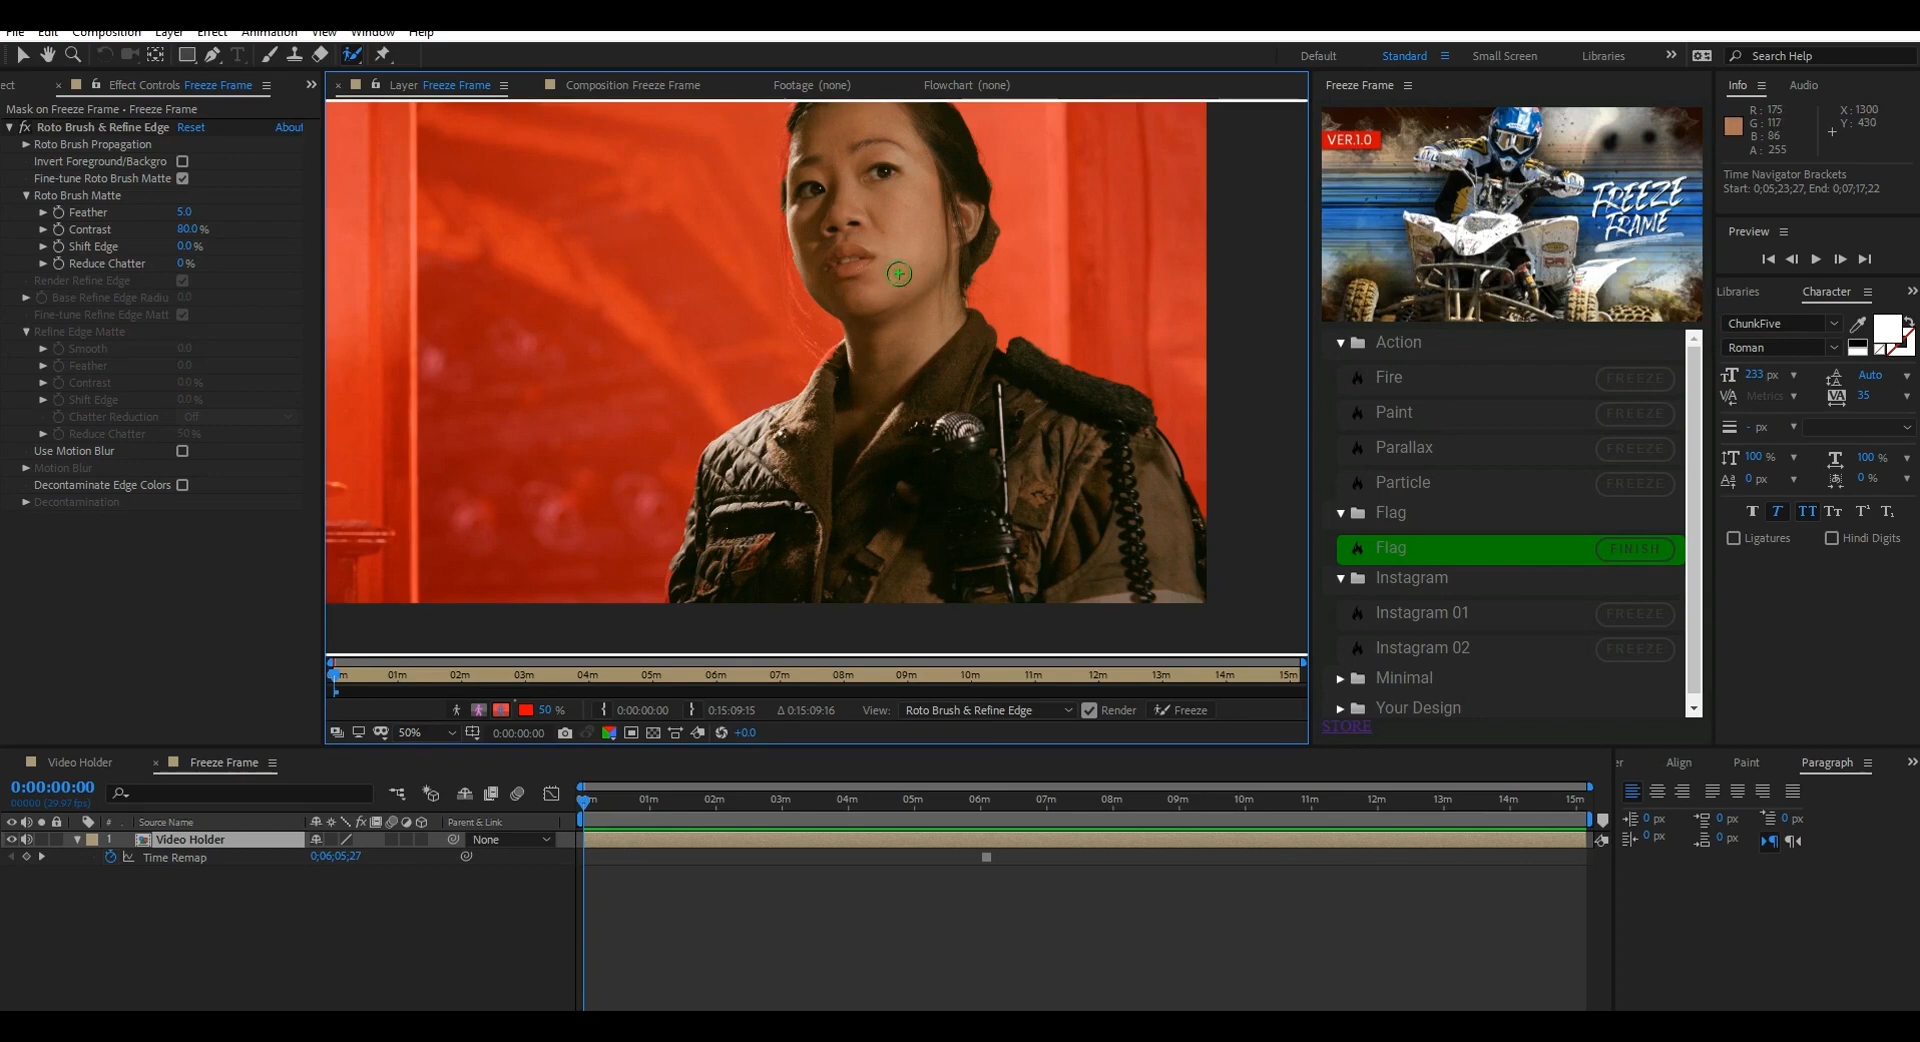 File Edit Composition Layer Effect Animation View Window Help
Default Standard Small Screen Libraries Search Help
Effect Controls Freeze Frame
Mask on Freeze Frame • Freeze Frame
fx Roto Brush & Refine Edge Reset About
Roto Brush Propagation
Invert Foreground/Backgro
Fine-tune Roto Brush Matte
Roto Brush Matte
Feather 5.0
Contrast 80.0 %
Shift Edge 0.0 %
Reduce Chatter 0 %
Render Refine Edge
Base Refine Edge Radiu 0.0
Fine-tune Refine Edge Matt
Refine Edge Matte
Smooth 0.0
Feather 0.0
Contrast 0.0 %
Shift Edge 0.0 %
Chatter Reduction Off
Reduce Chatter 50 %
Use Motion Blur
Motion Blur
Decontaminate Edge Colors
Decontamination
Layer Freeze Frame Composition Freeze Frame Footage (none) Flowchart (none)
01m 02m 03m 04m 05m 06m 07m 08m 09m 10m 11m 12m 13m 14m 15m
50 % 0:00:00:00 0:15:09:15 Δ 0:15:09:16 View: Roto Brush & Refine Edge Render Freeze
50% 0:00:00:00 +0.0
Freeze Frame
VER.1.0
FREEZE
FRAME
Action
Fire FREEZE
Paint FREEZE
Parallax FREEZE
Particle FREEZE
Flag
Flag FINISH
Instagram
Instagram 01 FREEZE
Instagram 02 FREEZE
Minimal
Your Design
STORE
Info Audio
R: 175 X: 1300
G: 117 Y: 430
B: 86
A: 255
Time Navigator Brackets
Start: 0;05;23;27, End: 0;07;17;22
Preview
Libraries Character
ChunkFive
Roman
233 px Auto
Metrics 35
- px
100 % 100 %
0 px 0 %
T T TT Tт T¹ T₁
Ligatures Hindi Digits
Video Holder Freeze Frame
0:00:00:00
00000 (29.97 fps)
# Source Name Parent & Link
1 Video Holder None
Time Remap 0;06;05;27
01m 02m 03m 04m 05m 06m 07m 08m 09m 10m 11m 12m 13m 14m 15m
Align Paint Paragraph
0 px 0 px 0 px
0 px 0 px